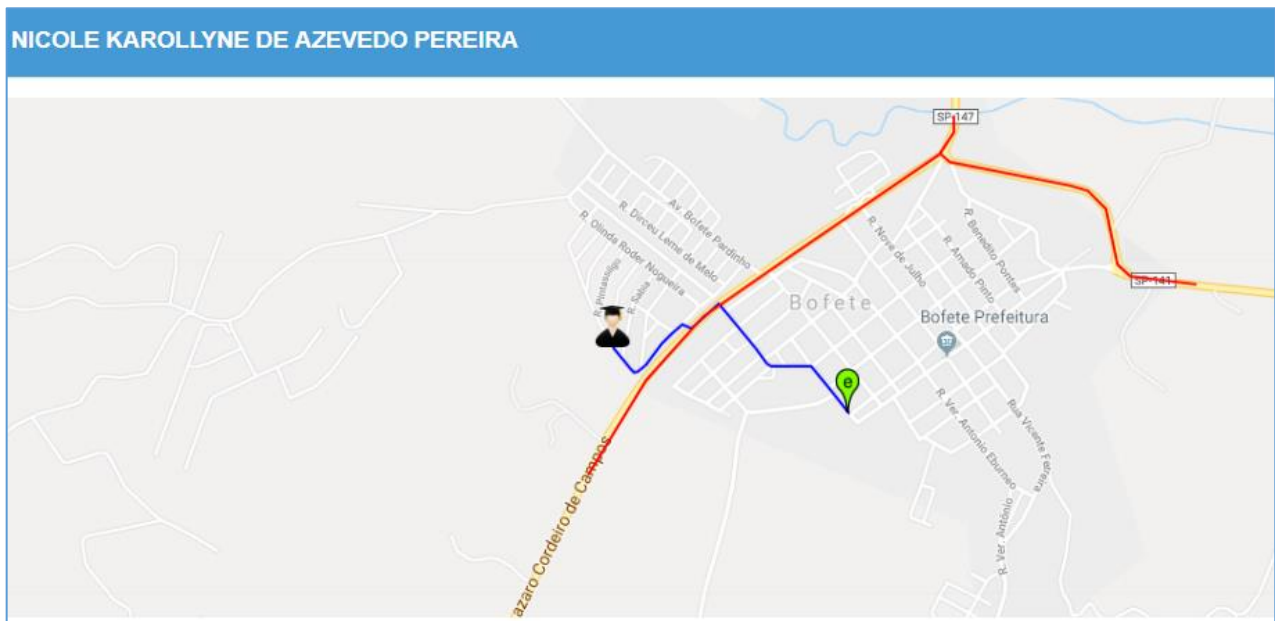 NICOLE KAROLLYNE DE AZEVEDO PEREIRA
SP-147
R. Dirceu Leme de Melo
Av. Bofete Pardinho
R. Olinda Roder Nogueira
R. Pintassilgo
R. Sabiá
R. Nove de Julho
R. Benedito Pontes
R. Amado Pinto
SP-141
Bofete
Bofete Prefeitura
e
R. Ver. Antonio Eburneo
Rua Vicente Ferreira
R. Ver. Antônio
azaro Cordeiro de Campos